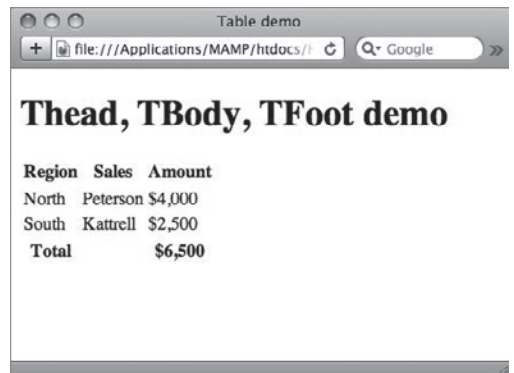 Table demo
+ file:///Applications/MAMP/htdocs/ Google »
Thead, TBody, TFoot demo
Region Sales Amount
North Peterson $4,000
South Kattrell $2,500
Total $6,500